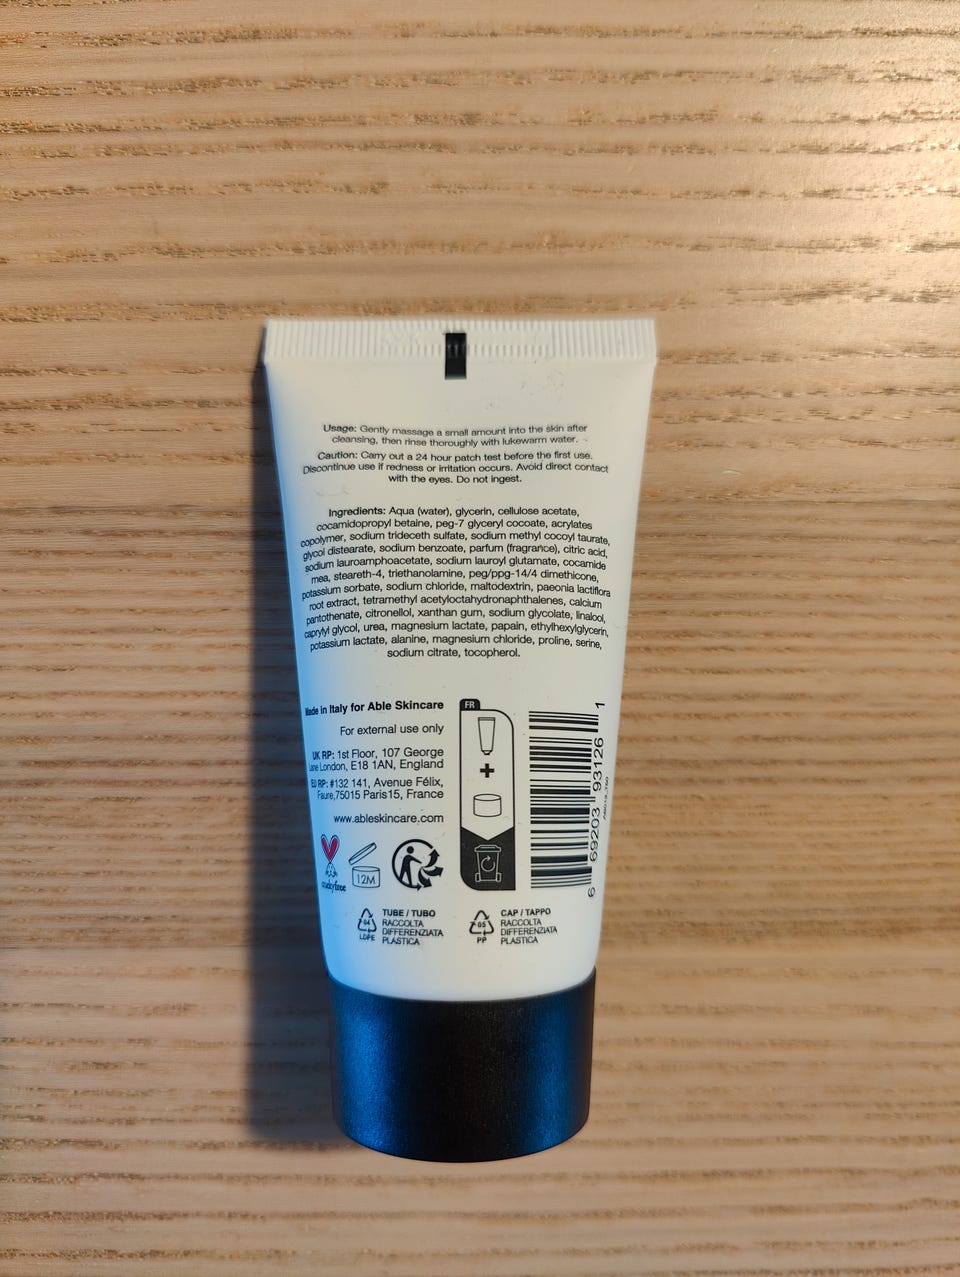 Usage: Gently massage a small amount into the skin after
cleansing, then rinse thoroughly with lukewarm water.
Caution: Carry out a 24 hour patch test before the first use.
Discontinue use if redness or irritation occurs. Avoid direct contact
with the eyes. Do not ingest.
Ingredients: Aqua (water), glycerin, cellulose acetate,
cocamidopropyl betaine, peg-7 glyceryl cocoate, acrylates
copolymer, sodium trideceth sulfate, sodium methyl cocoyl taurate,
glycol distearate, sodium benzoate, parfum (fragrance), citric acid,
sodium lauroamphoacetate, sodium lauroyl glutamate, cocamide
mea, steareth-4, triethanolamine, peg/ppg-14/4 dimethicone,
potassium sorbate, sodium chloride, maltodextrin, paeonia lactiflora
root extract, tetramethyl acetyloctahydronaphthalenes, calcium
pantothenate, citronellol, xanthan gum, sodium glycolate, linalool,
caprylyl glycol, urea, magnesium lactate, papain, ethylhexylglycerin,
potassium lactate, alanine, magnesium chloride, proline, serine,
sodium citrate, tocopherol.
Made in Italy for Able Skincare
For external use only
UK RP: 1st Floor, 107 George
Lane London, E18 1AN, England
EU RP: #132 141, Avenue Félix,
Faure,75015 Paris15, France
www.ableskincare.com
crueltyfree
12M
FR
6 69203 93126 1
04
LDPE
TUBE / TUBO
RACCOLTA
DIFFERENZIATA
PLASTICA
05
PP
CAP / TAPPO
RACCOLTA
DIFFERENZIATA
PLASTICA